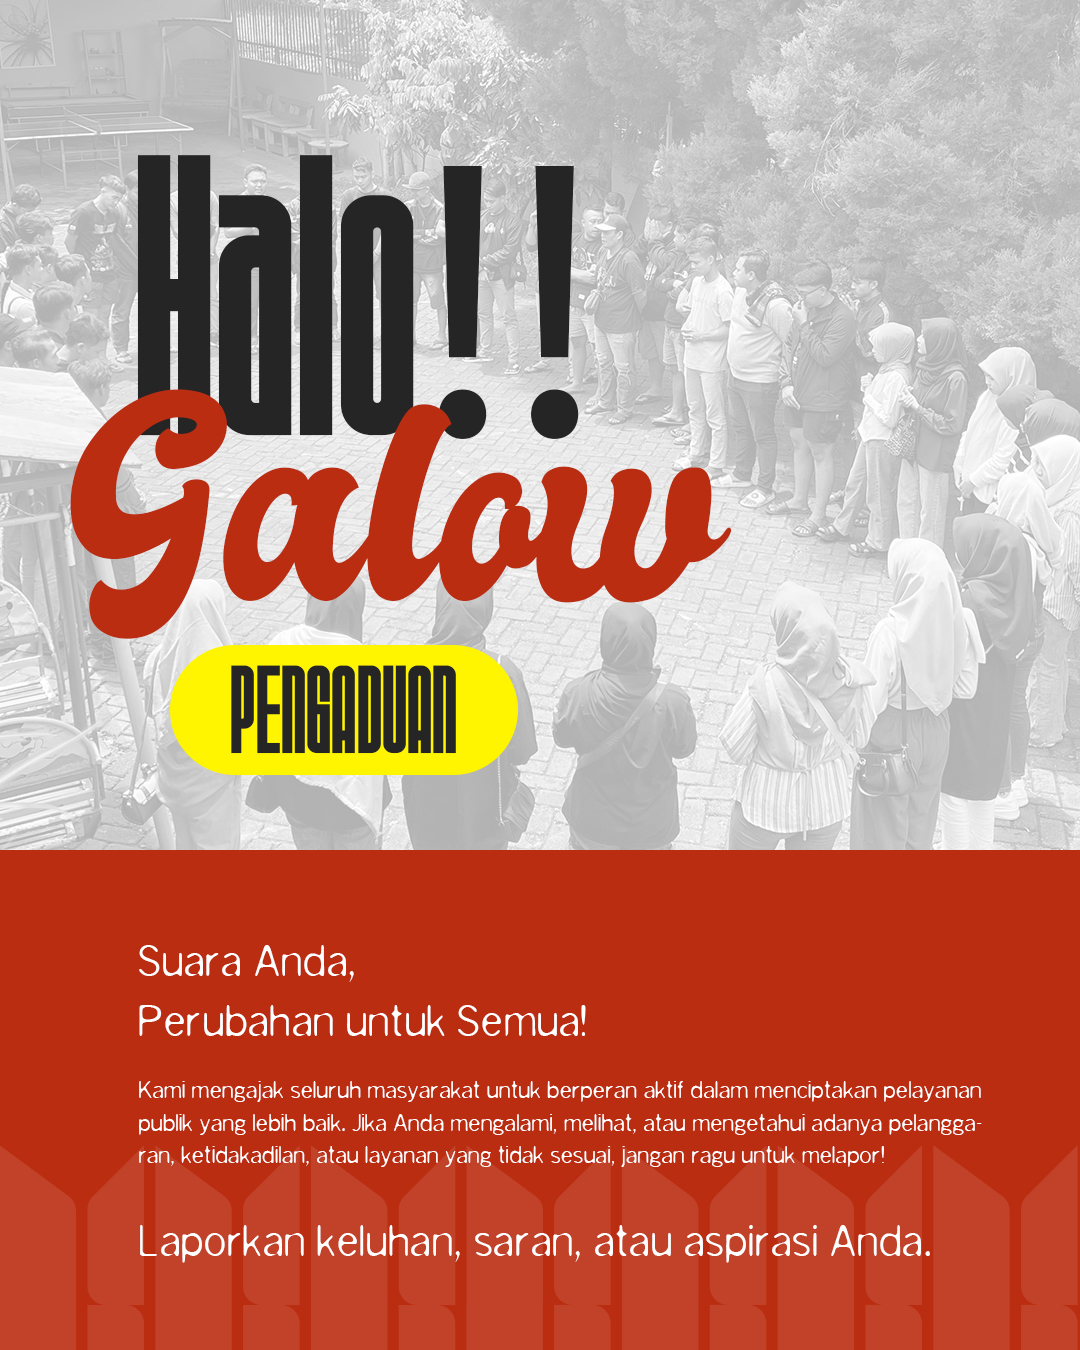 Halo!!
Galow
PENGADUAN
Suara Anda,
Perubahan untuk Semua!
Kami mengajak seluruh masyarakat untuk berperan aktif dalam menciptakan pelayanan
publik yang lebih baik. Jika Anda mengalami, melihat, atau mengetahui adanya pelangga-
ran, ketidakadilan, atau layanan yang tidak sesuai, jangan ragu untuk melapor!
Laporkan keluhan, saran, atau aspirasi Anda.